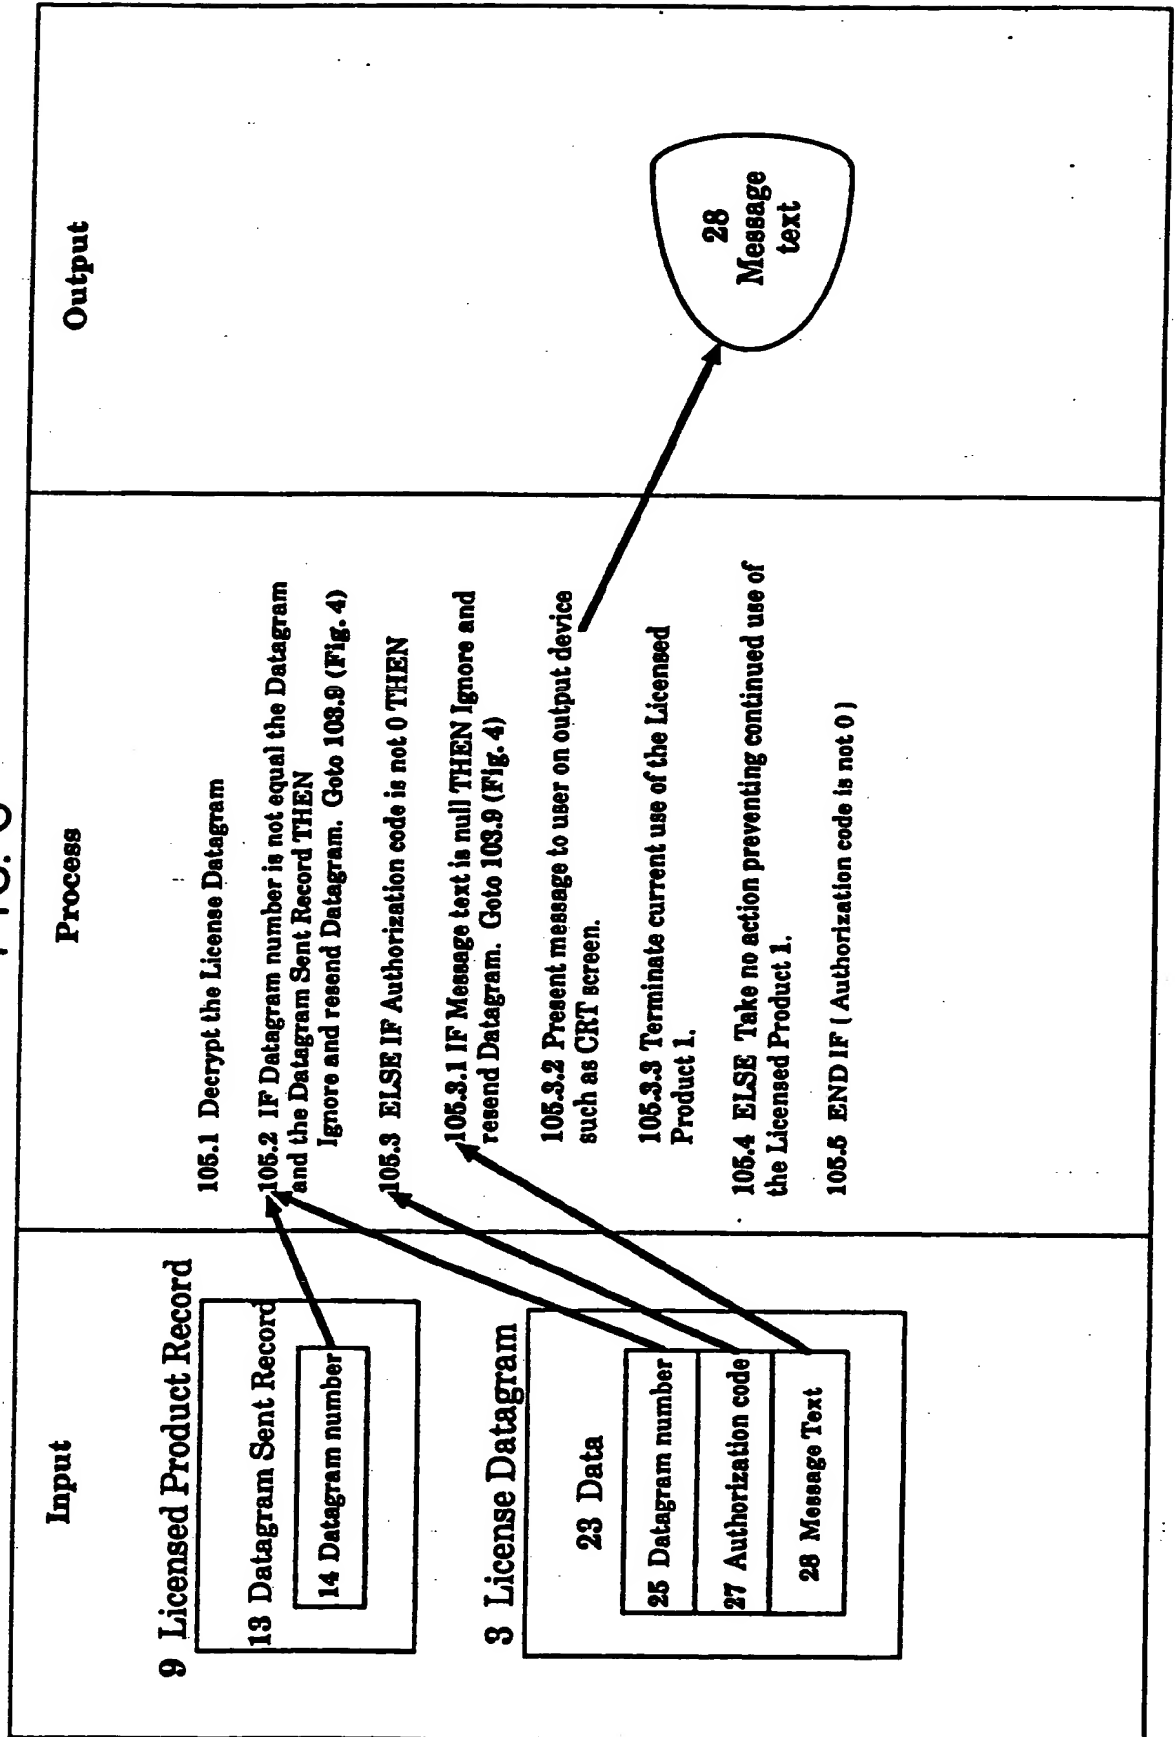 Input
Process
Output
9 Licensed Product Record
13 Datagram Sent Record
14 Datagram number
3 License Datagram
23 Data
25 Datagram number
27 Authorization code
28 Message Text
105.1 Decrypt the License Datagram
105.2 IF Datagram number is not equal the Datagram
and the Datagram Sent Record THEN
Ignore and resend Datagram. Goto 103.9 (Fig. 4)
105.3 ELSE IF Authorization code is not 0 THEN
105.3.1 IF Message text is null THEN Ignore and
resend Datagram. Goto 103.9 (Fig. 4)
105.3.2 Present message to user on output device
such as CRT screen.
105.3.3 Terminate current use of the Licensed
Product 1.
105.4 ELSE Take no action preventing continued use of
the Licensed Product 1.
105.5 END IF ( Authorization code is not 0 )
28
Message
text